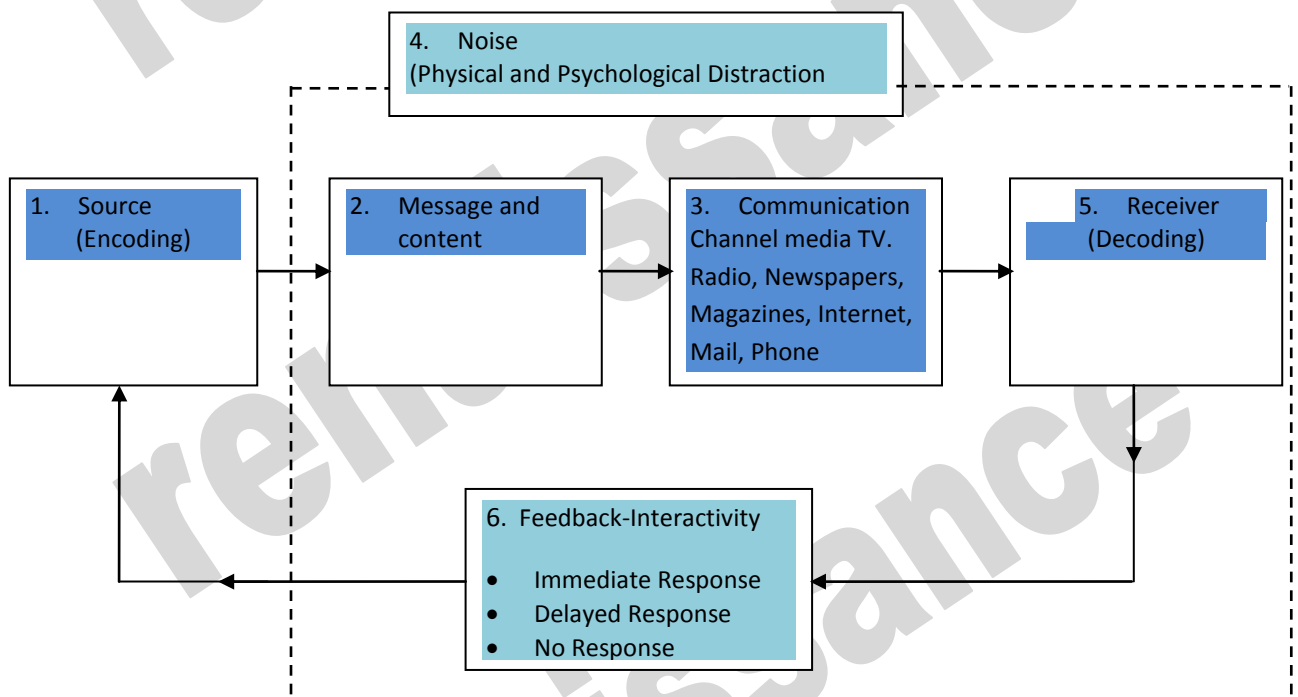 4. Noise
(Physical and Psychological Distraction
1. Source
(Encoding)
2. Message and
content
3. Communication
Channel media TV.
Radio, Newspapers,
Magazines, Internet,
Mail, Phone
5. Receiver
(Decoding)
6. Feedback-Interactivity
• Immediate Response
• Delayed Response
• No Response
renissance